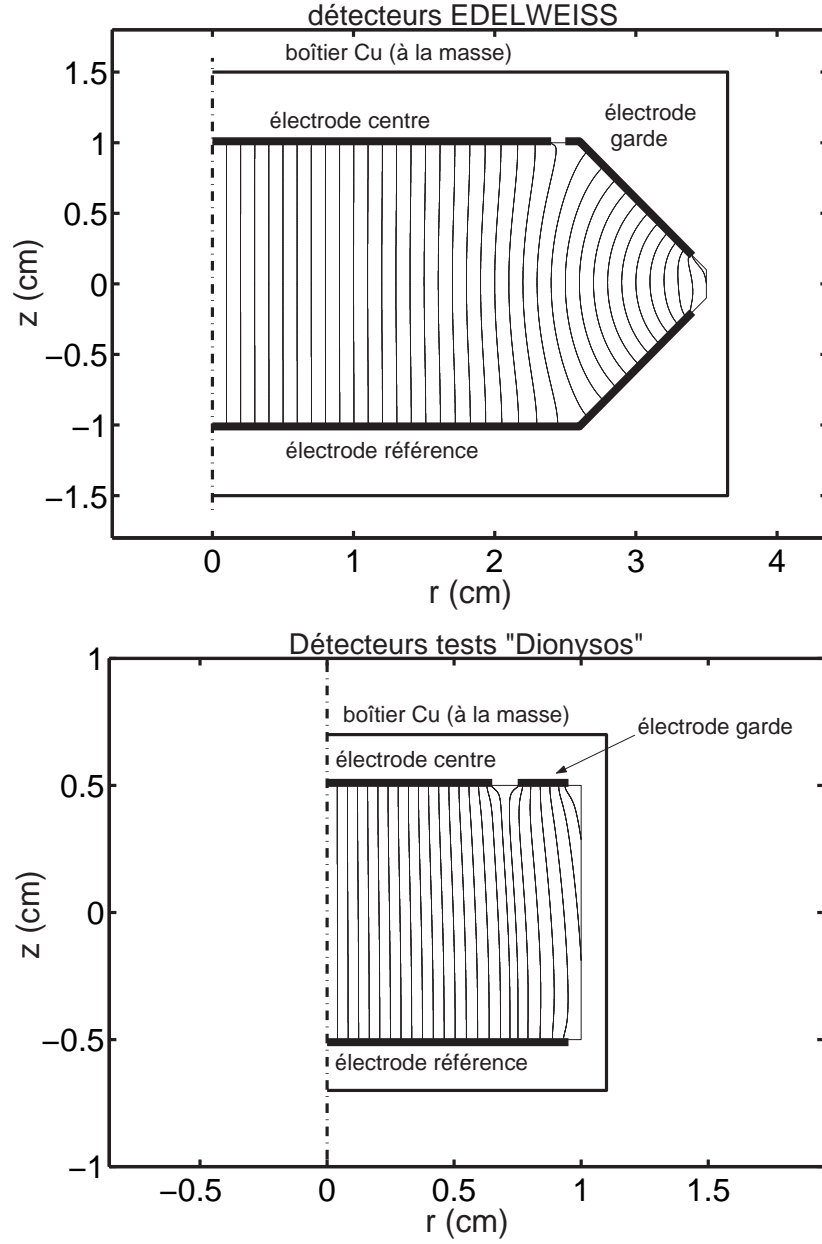 détecteurs EDELWEISS
boîtier Cu (à la masse)
électrode centre
électrode
garde
électrode référence
1.5
1
0.5
0
−0.5
−1
−1.5
z (cm)
0
1
2
3
4
r (cm)
Détecteurs tests "Dionysos"
boîtier Cu (à la masse)
électrode garde
électrode centre
électrode référence
1
0.5
0
−0.5
−1
z (cm)
−0.5
0
0.5
1
1.5
r (cm)